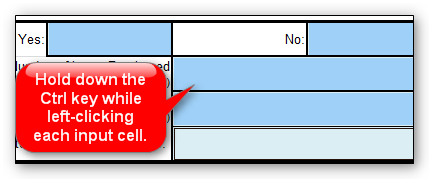 Yes:
No:
Hold down the
Ctrl key while
left-clicking
each input cell.